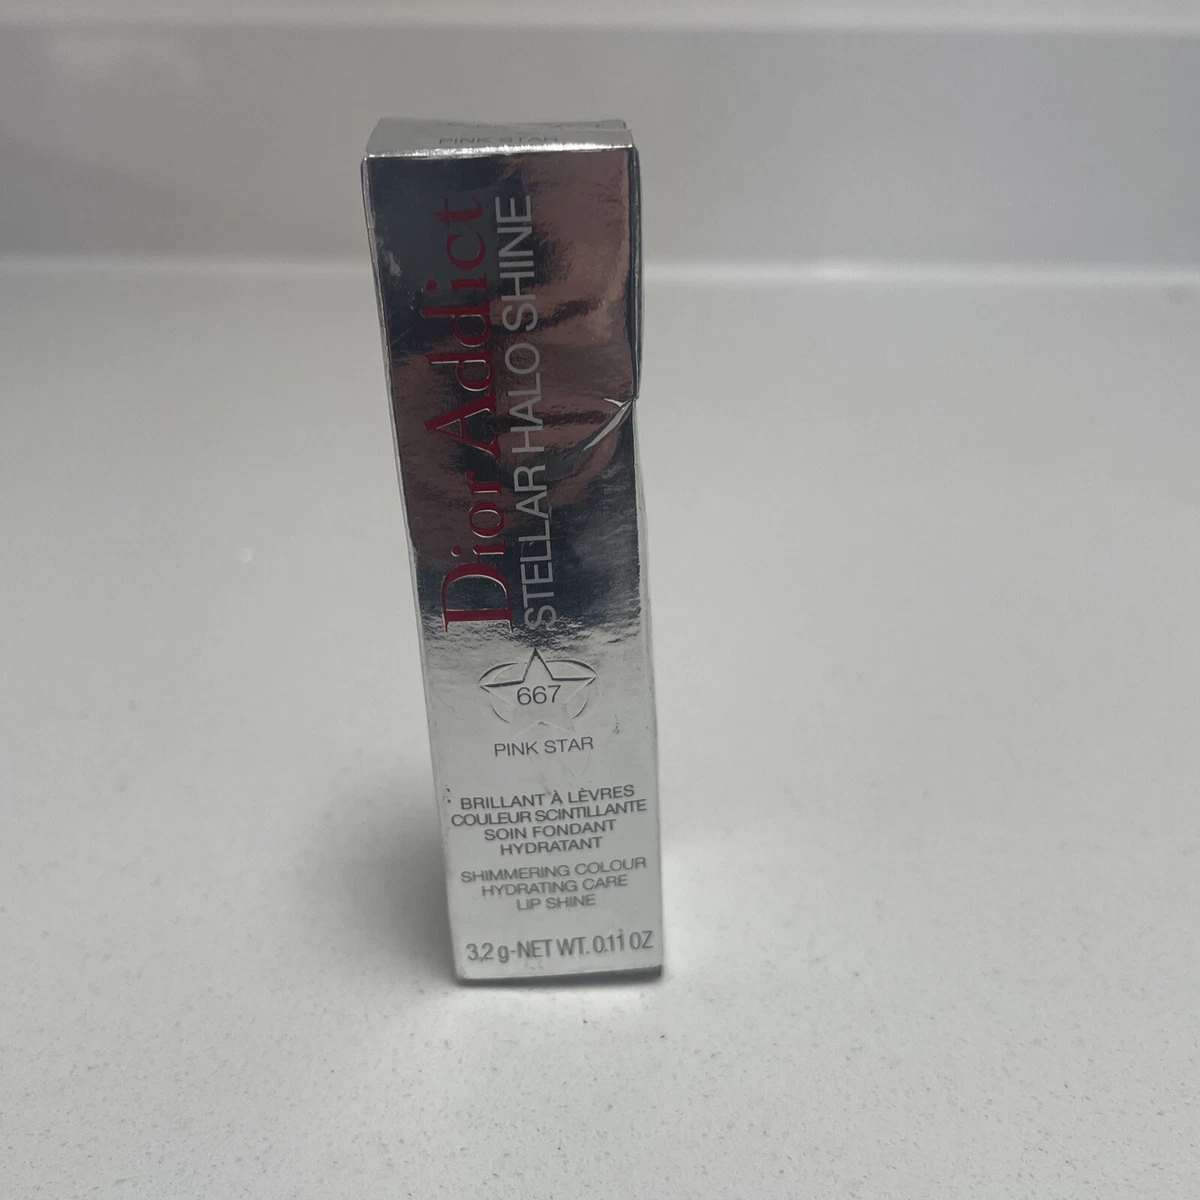 PINK STAR
Dior Addict
STELLAR HALO SHINE
667
PINK STAR
BRILLANT À LÈVRES
COULEUR SCINTILLANTE
SOIN FONDANT
HYDRATANT
SHIMMERING COLOUR
HYDRATING CARE
LIP SHINE
3,2 g-NET WT. 0.11 OZ